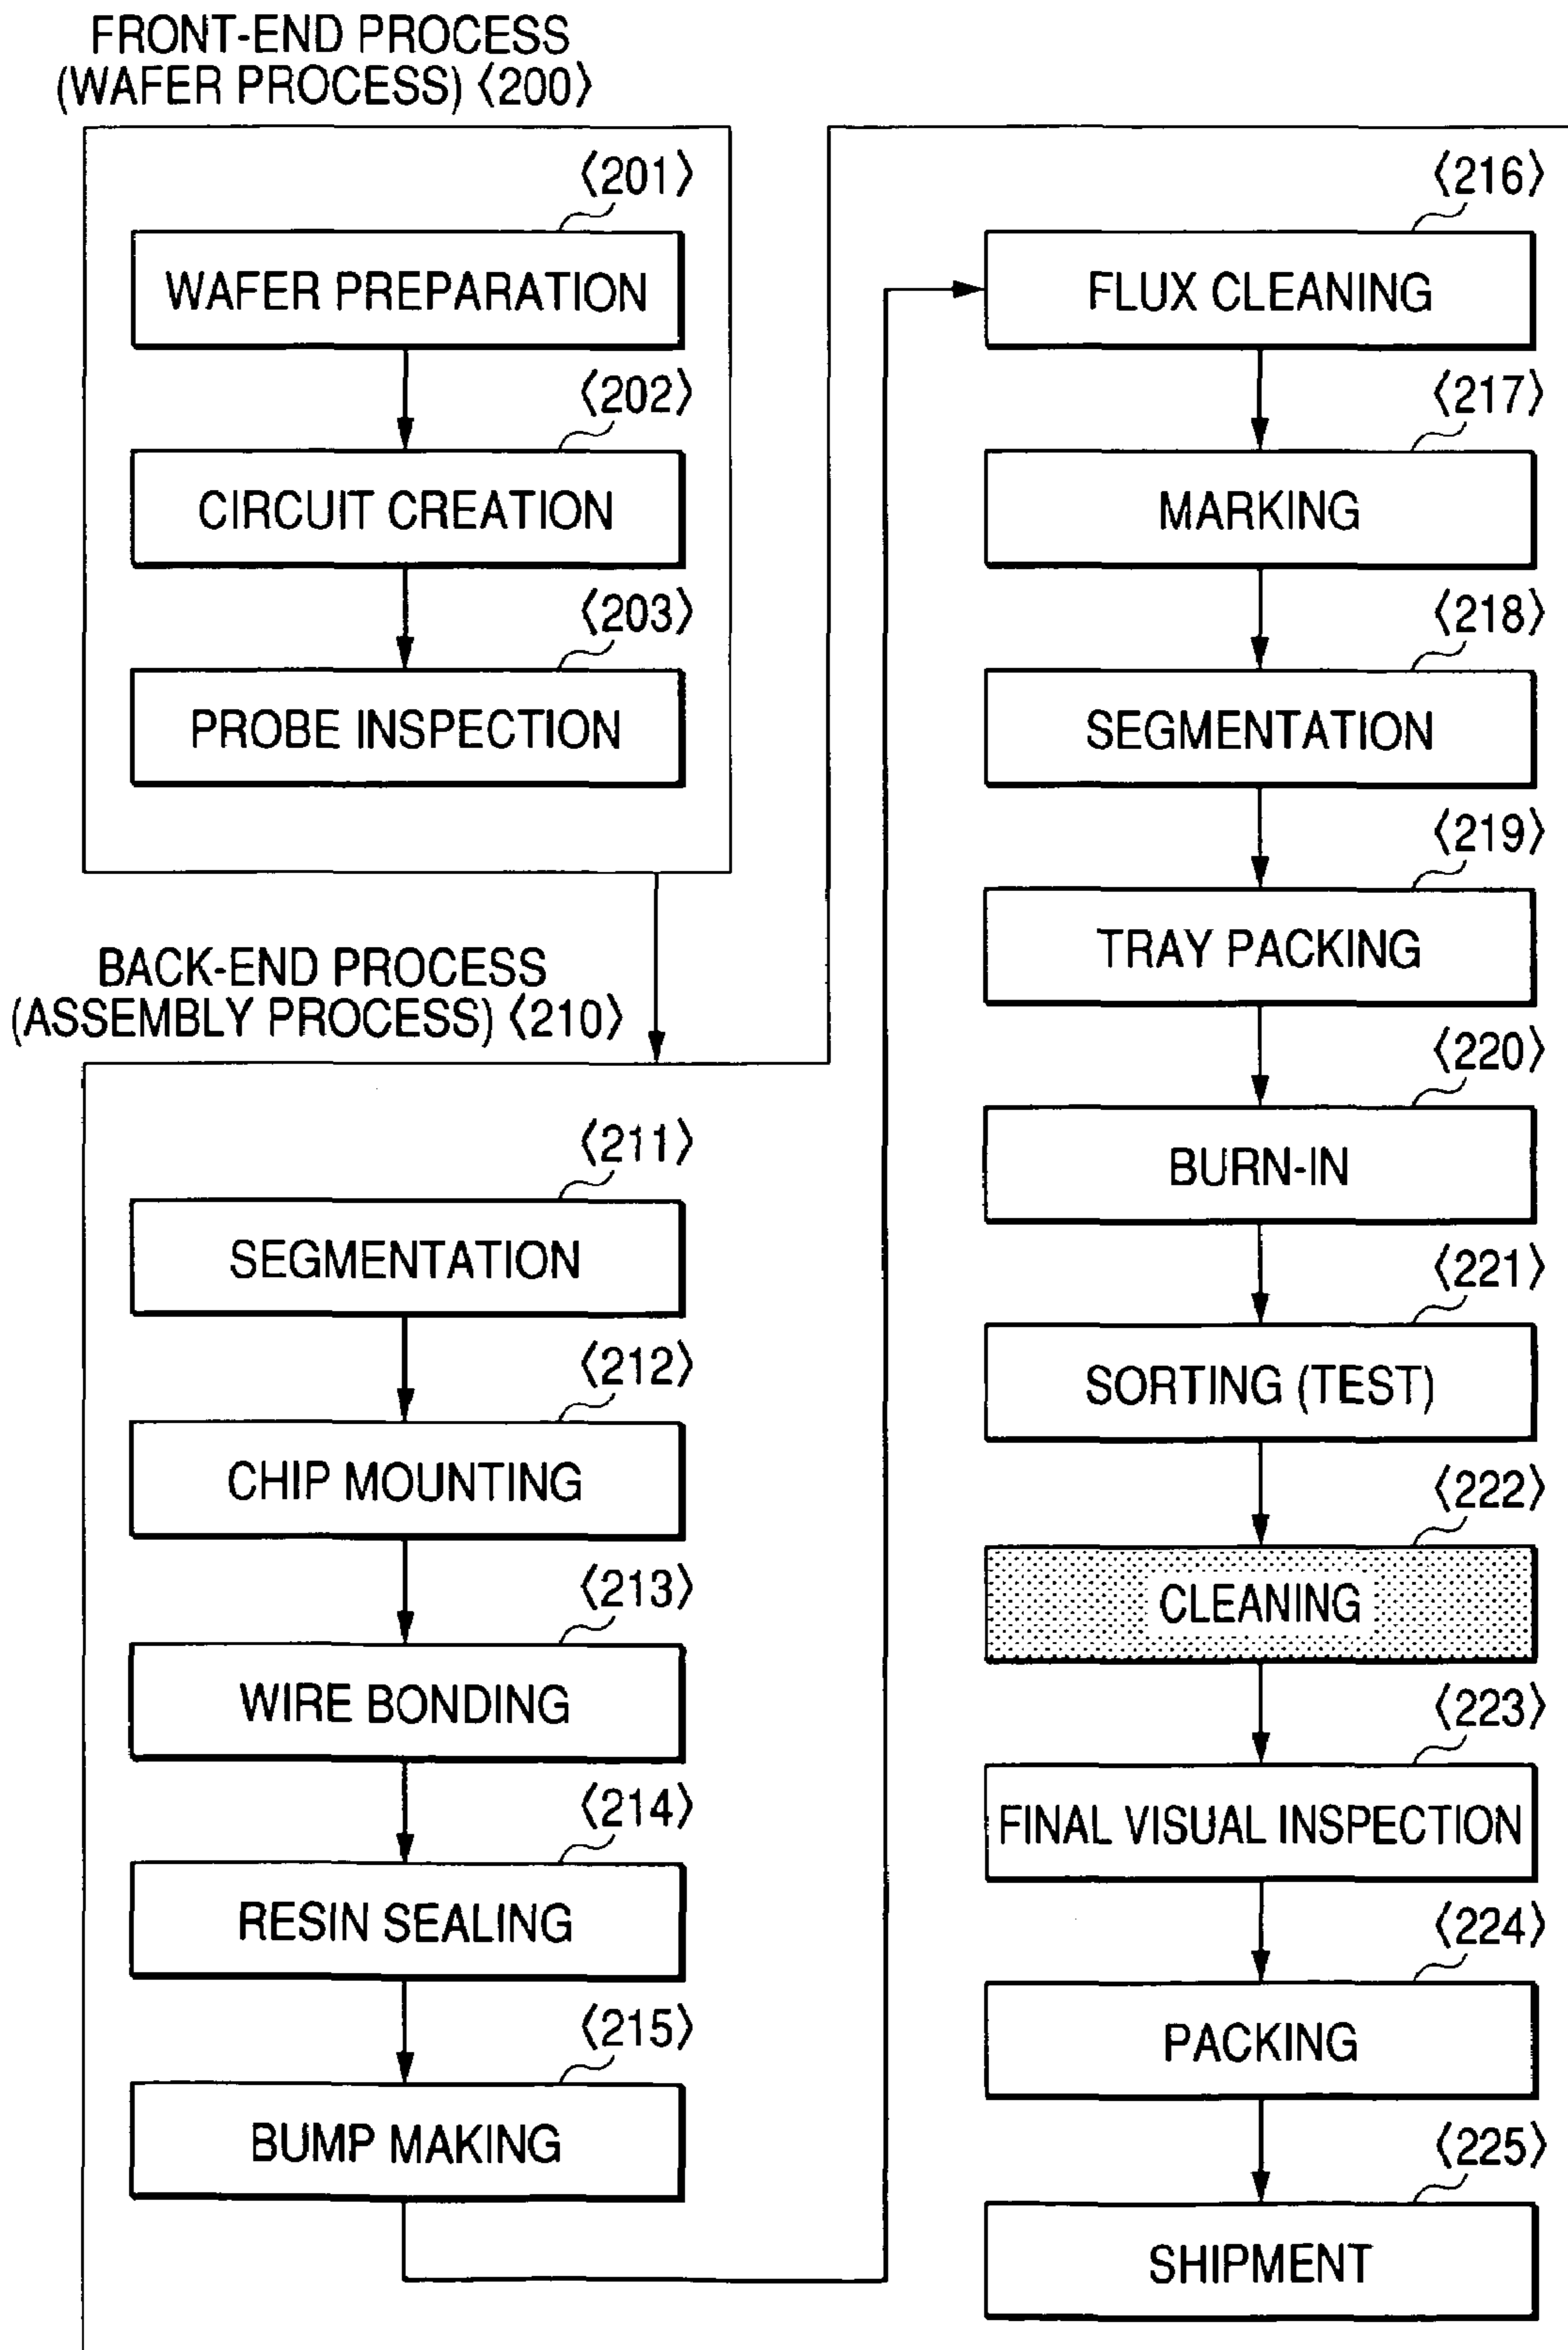 FRONT-END PROCESS
(WAFER PROCESS) 〈200〉
〈201〉
WAFER PREPARATION
〈202〉
CIRCUIT CREATION
〈203〉
PROBE INSPECTION
BACK-END PROCESS
(ASSEMBLY PROCESS) 〈210〉
〈211〉
SEGMENTATION
〈212〉
CHIP MOUNTING
〈213〉
WIRE BONDING
〈214〉
RESIN SEALING
〈215〉
BUMP MAKING
〈216〉
FLUX CLEANING
〈217〉
MARKING
〈218〉
SEGMENTATION
〈219〉
TRAY PACKING
〈220〉
BURN-IN
〈221〉
SORTING (TEST)
〈222〉
CLEANING
〈223〉
FINAL VISUAL INSPECTION
〈224〉
PACKING
〈225〉
SHIPMENT